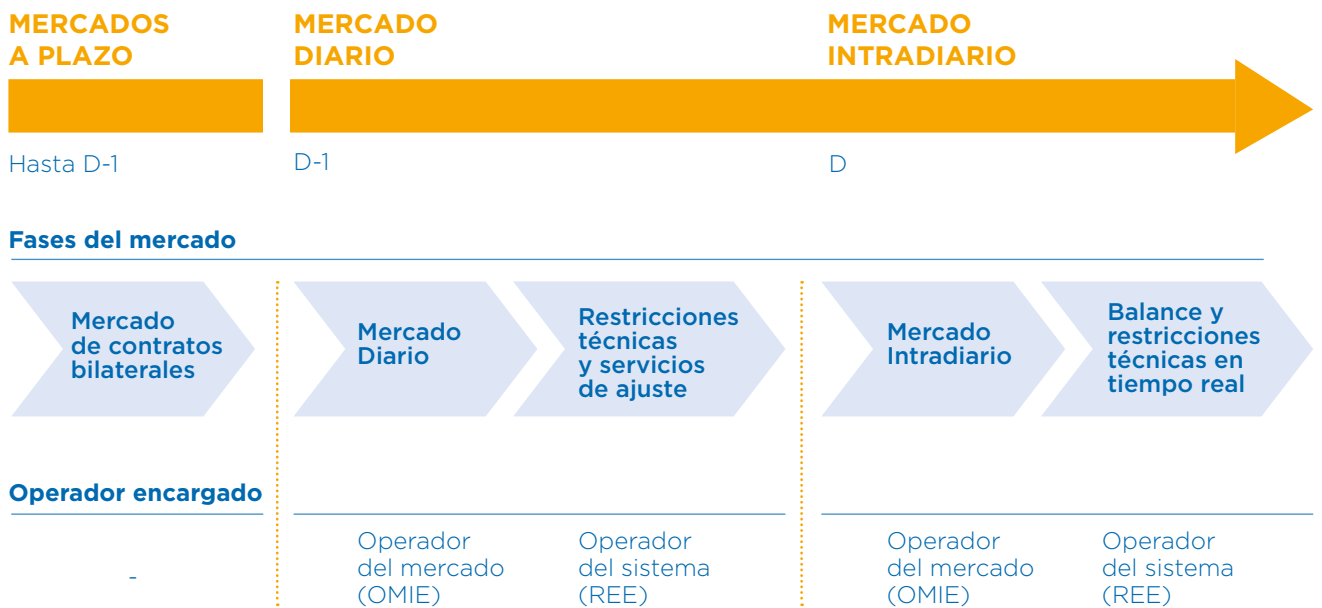 MERCADOS
A PLAZO
MERCADO
DIARIO
MERCADO
INTRADIARIO
Hasta D-1
D-1
D
Fases del mercado
Mercado
de contratos
bilaterales
Mercado
Diario
Restricciones
técnicas
y servicios
de ajuste
Mercado
Intradiario
Balance y
restricciones
técnicas en
tiempo real
Operador encargado
-
Operador
del mercado
(OMIE)
Operador
del sistema
(REE)
Operador
del mercado
(OMIE)
Operador
del sistema
(REE)